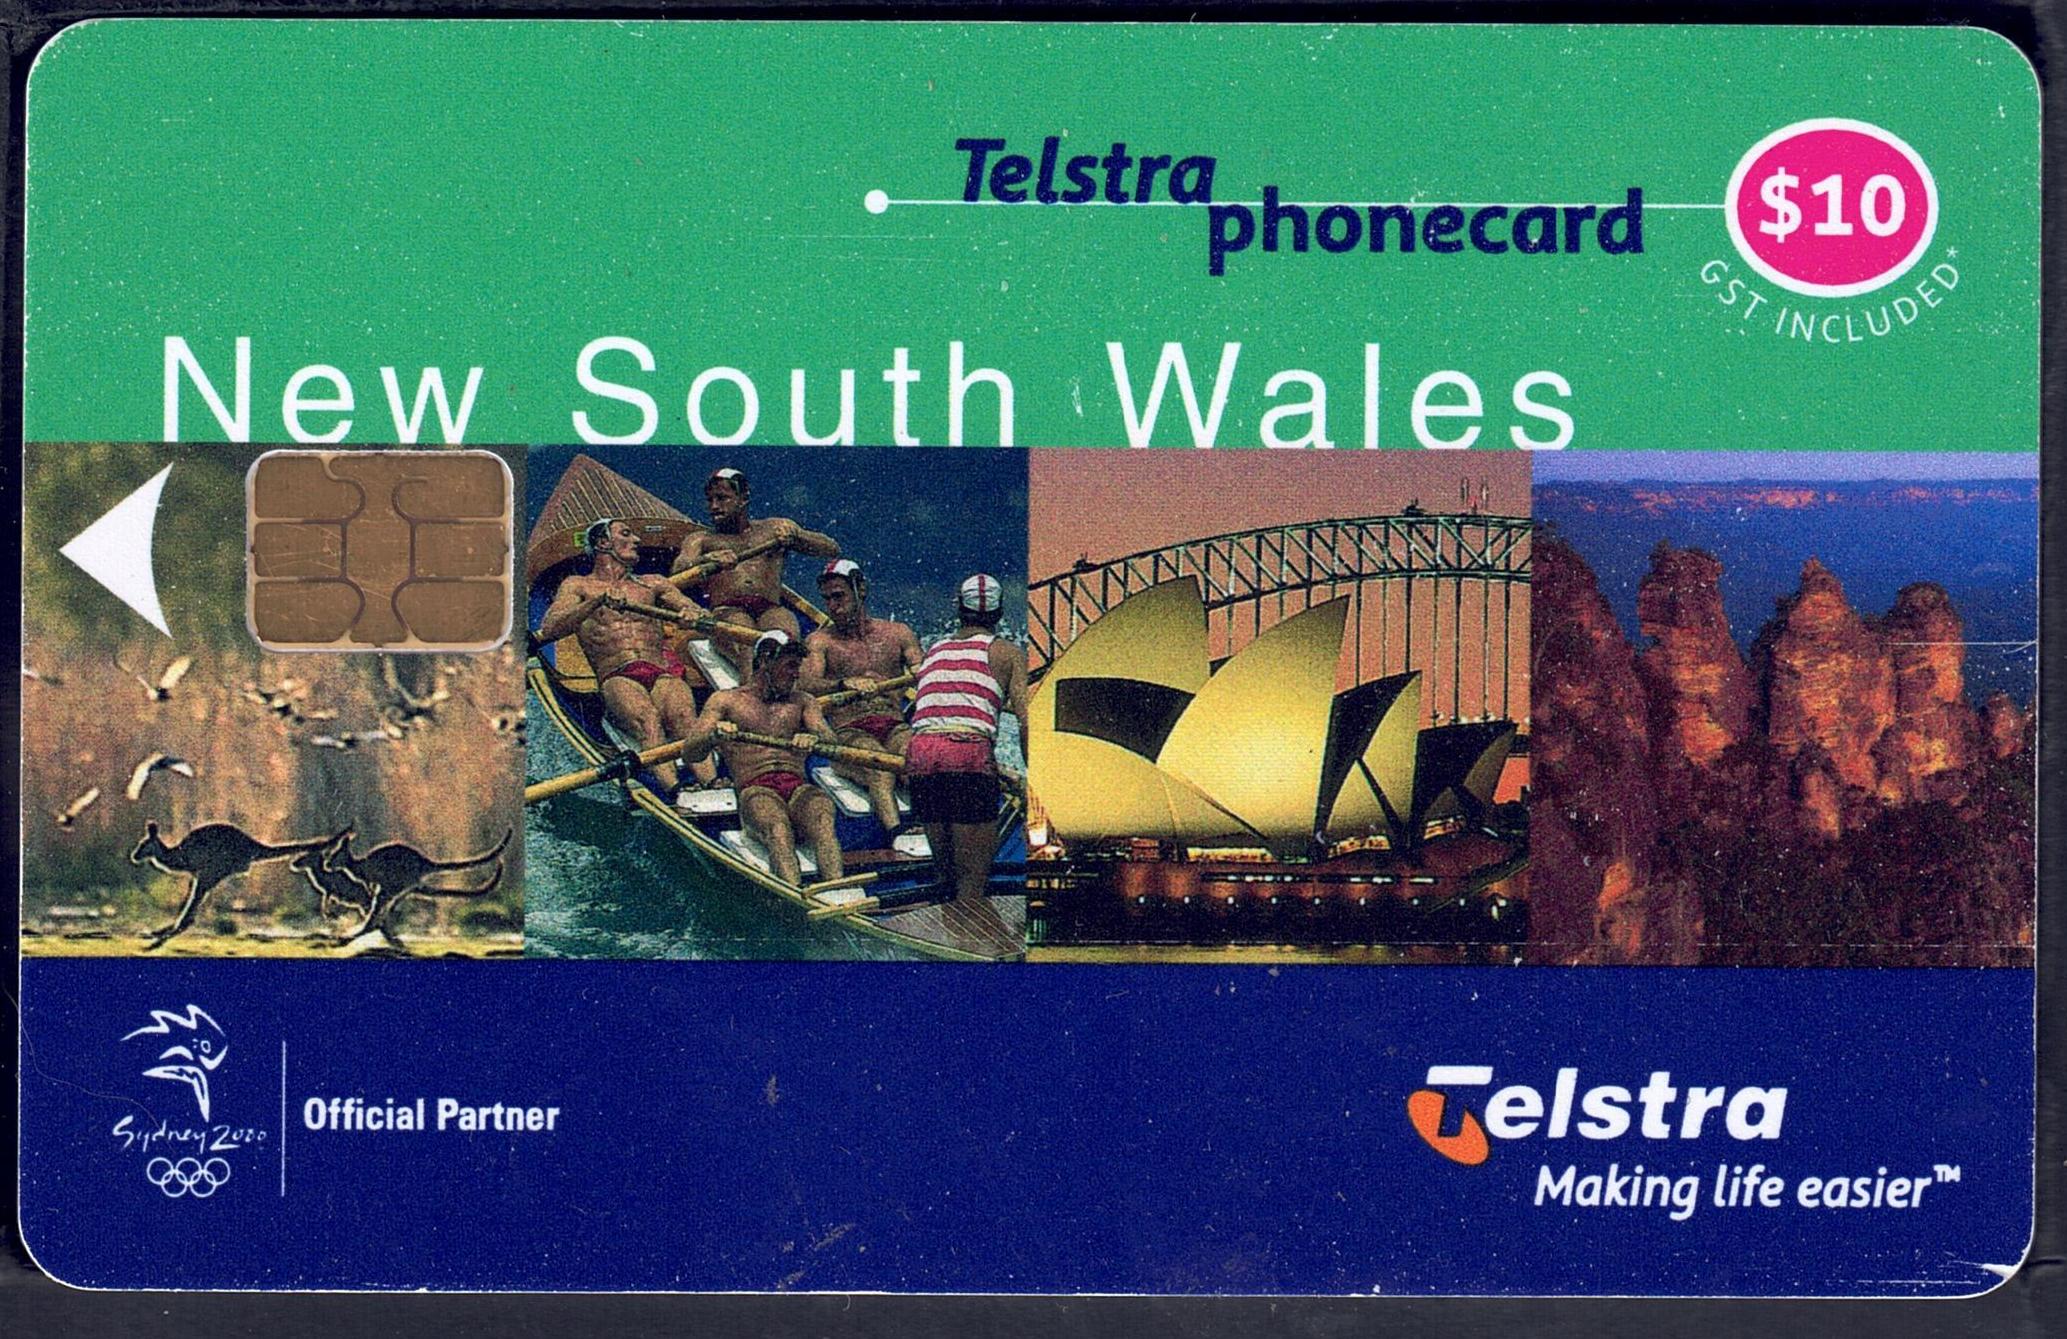 Telstra
phonecard
$10
GST INCLUDED*
New South Wales
Sydney 2000
Official Partner
Telstra
Making life easier™